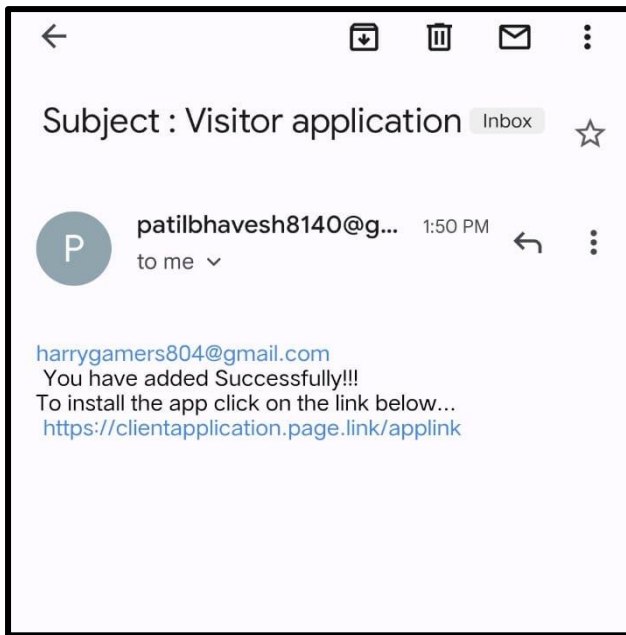 Subject : Visitor application Inbox
P
patilbhavesh8140@g... 1:50 PM
to me
harrygamers804@gmail.com
You have added Successfully!!!
To install the app click on the link below...
https://clientapplication.page.link/applink